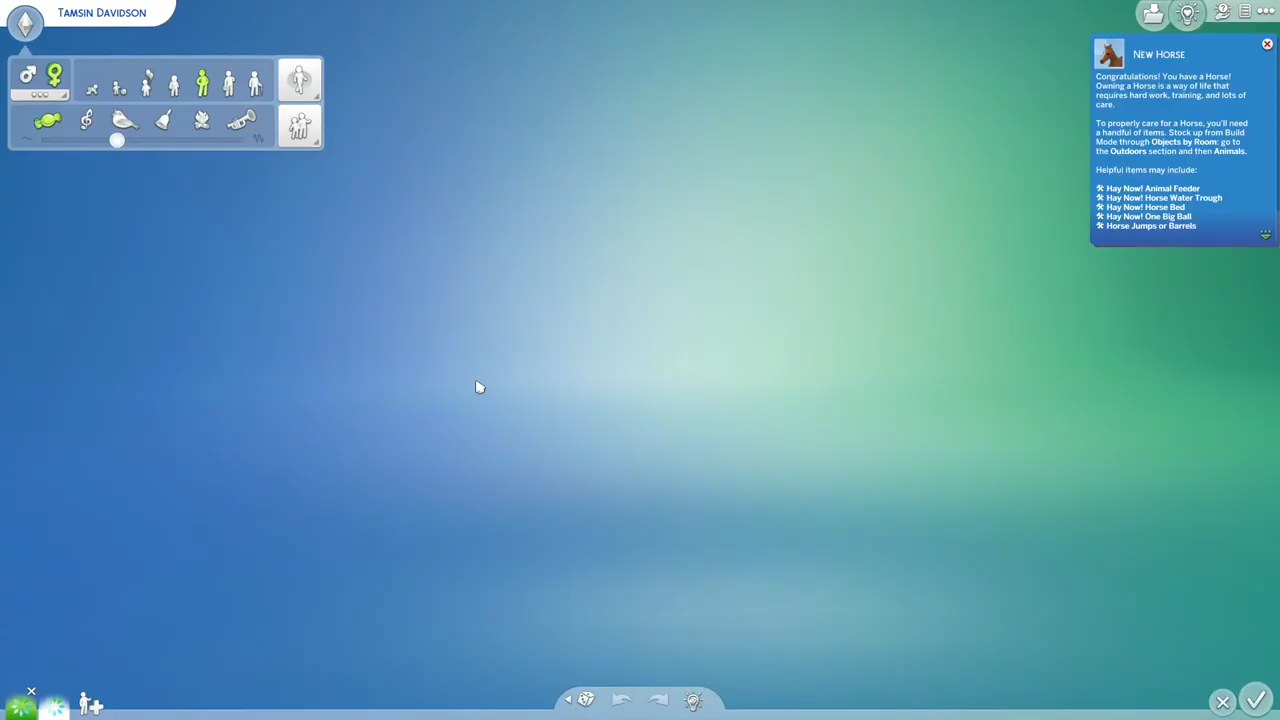 Tamsin Davidson
New Horse
Congratulations! You have a Horse!
Owning a Horse is a way of life that
requires hard work, training, and lots of
care.
To properly care for a Horse, you'll need
a handful of items. Stock up from Build
Mode through Objects by Room: go to
the Outdoors section and then Animals.
Helpful items may include:
Hay Now! Animal Feeder
Hay Now! Horse Water Trough
Hay Now! Horse Bed
Hay Now! One Big Ball
Horse Jumps or Barrels